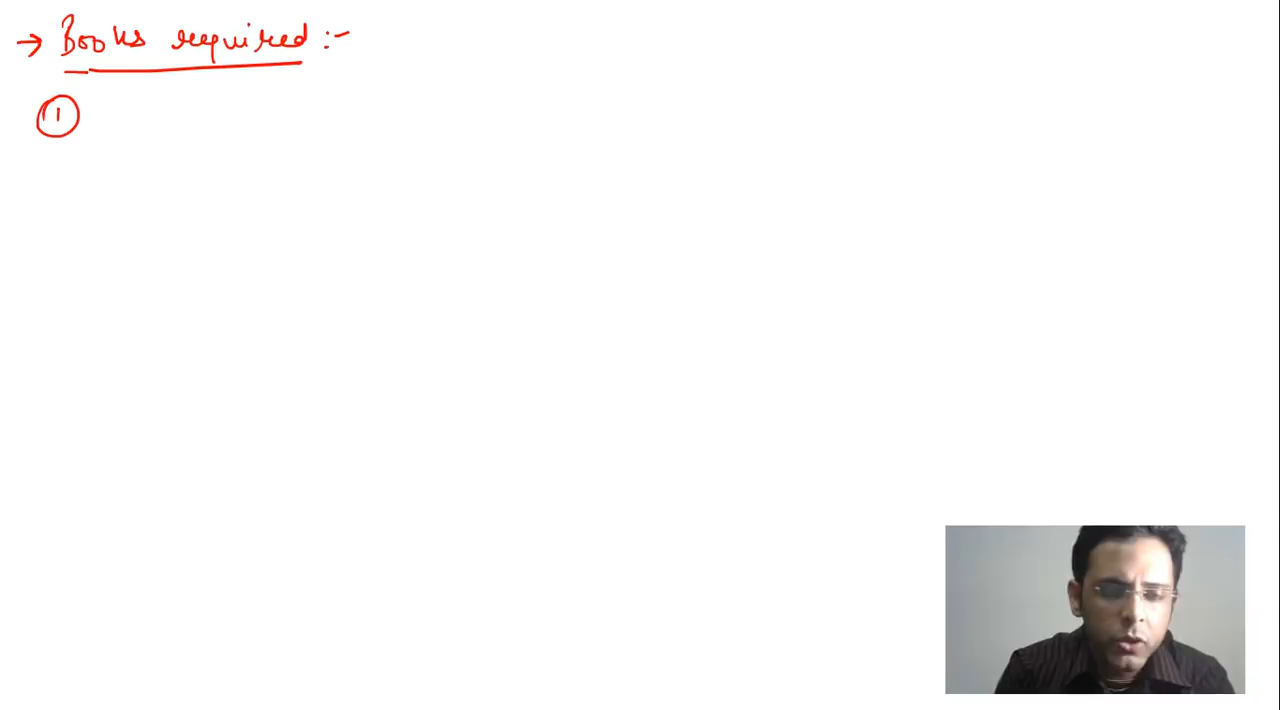 → Books required :-
①